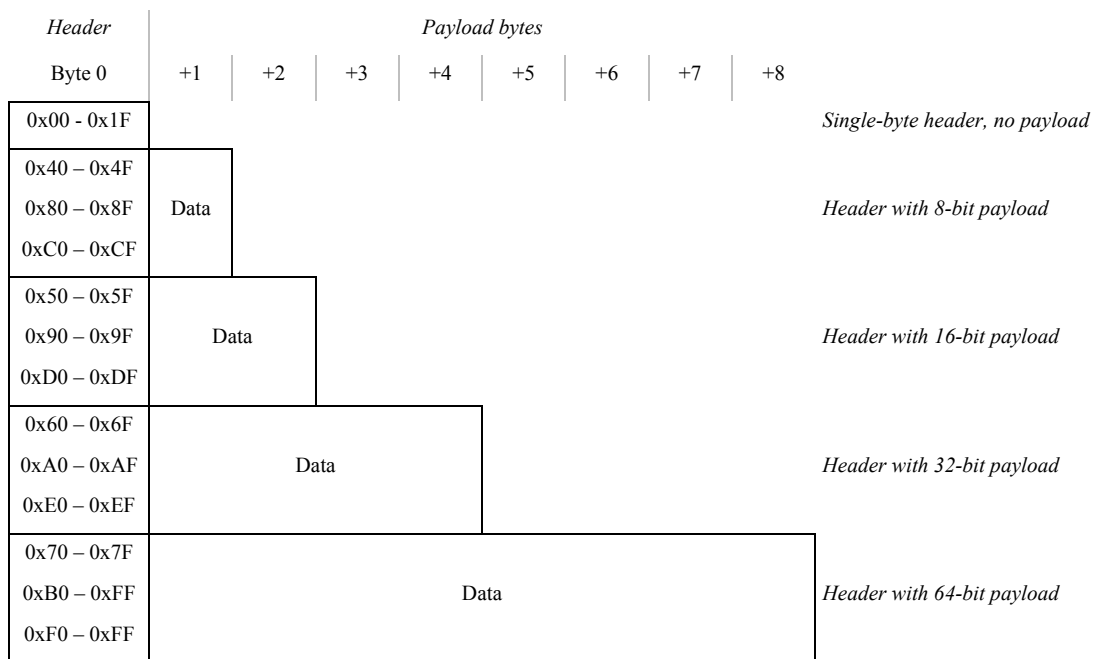 Header Payload bytes
Byte 0 +1 +2 +3 +4 +5 +6 +7 +8
0x00 - 0x1F Single-byte header, no payload
0x40 – 0x4F
0x80 – 0x8F Data Header with 8-bit payload
0xC0 – 0xCF
0x50 – 0x5F
0x90 – 0x9F Data Header with 16-bit payload
0xD0 – 0xDF
0x60 – 0x6F
0xA0 – 0xAF Data Header with 32-bit payload
0xE0 – 0xEF
0x70 – 0x7F
0xB0 – 0xFF Data Header with 64-bit payload
0xF0 – 0xFF